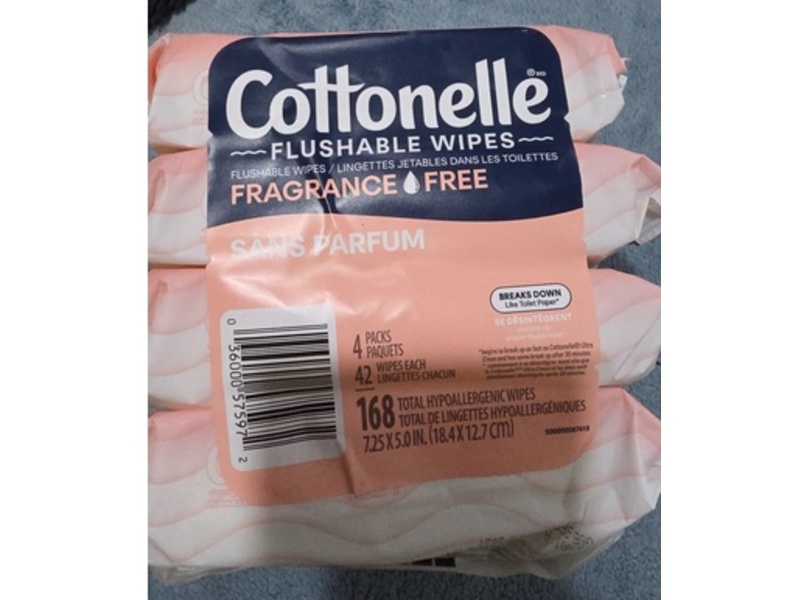 Cottonelle ® MD
FLUSHABLE WIPES
FLUSHABLE WIPES / LINGETTES JETABLES DANS LES TOILETTES
FRAGRANCE FREE
SANS PARFUM
BREAKS DOWN
Like Toilet Paper*
SE DÉSINTÈGRENT
4 PACKS
PAQUETS
42 WIPES EACH
LINGETTES CHACUN
168 TOTAL HYPOALLERGENIC WIPES
TOTAL DE LINGETTES HYPOALLERGÉNIQUES
7.25 X 5.0 IN. (18.4 X 12.7 cm)
0 36000 57597 2